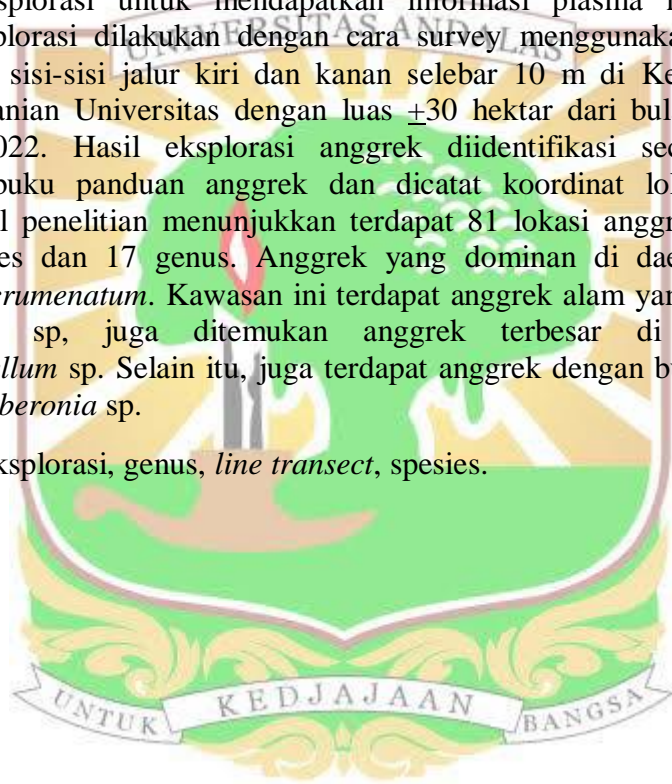 eksplorasi untuk mendapatkan informasi plasma
plorasi dilakukan dengan cara survey menggunaka
UNIVERSITAS ANDALAS
sisi-sisi jalur kiri dan kanan selebar 10 m di Ke
anian Universitas dengan luas +30 hektar dari bul
022. Hasil eksplorasi anggrek diidentifikasi sec
buku panduan anggrek dan dicatat koordinat lok
l penelitian menunjukkan terdapat 81 lokasi anggr
es dan 17 genus. Anggrek yang dominan di dae
erumenatum. Kawasan ini terdapat anggrek alam yan
sp, juga ditemukan anggrek terbesar di
llum sp. Selain itu, juga terdapat anggrek dengan bu
beronia sp.
ksplorasi, genus, line transect, spesies.
UNTUK KEDJAJAAN BANGSA